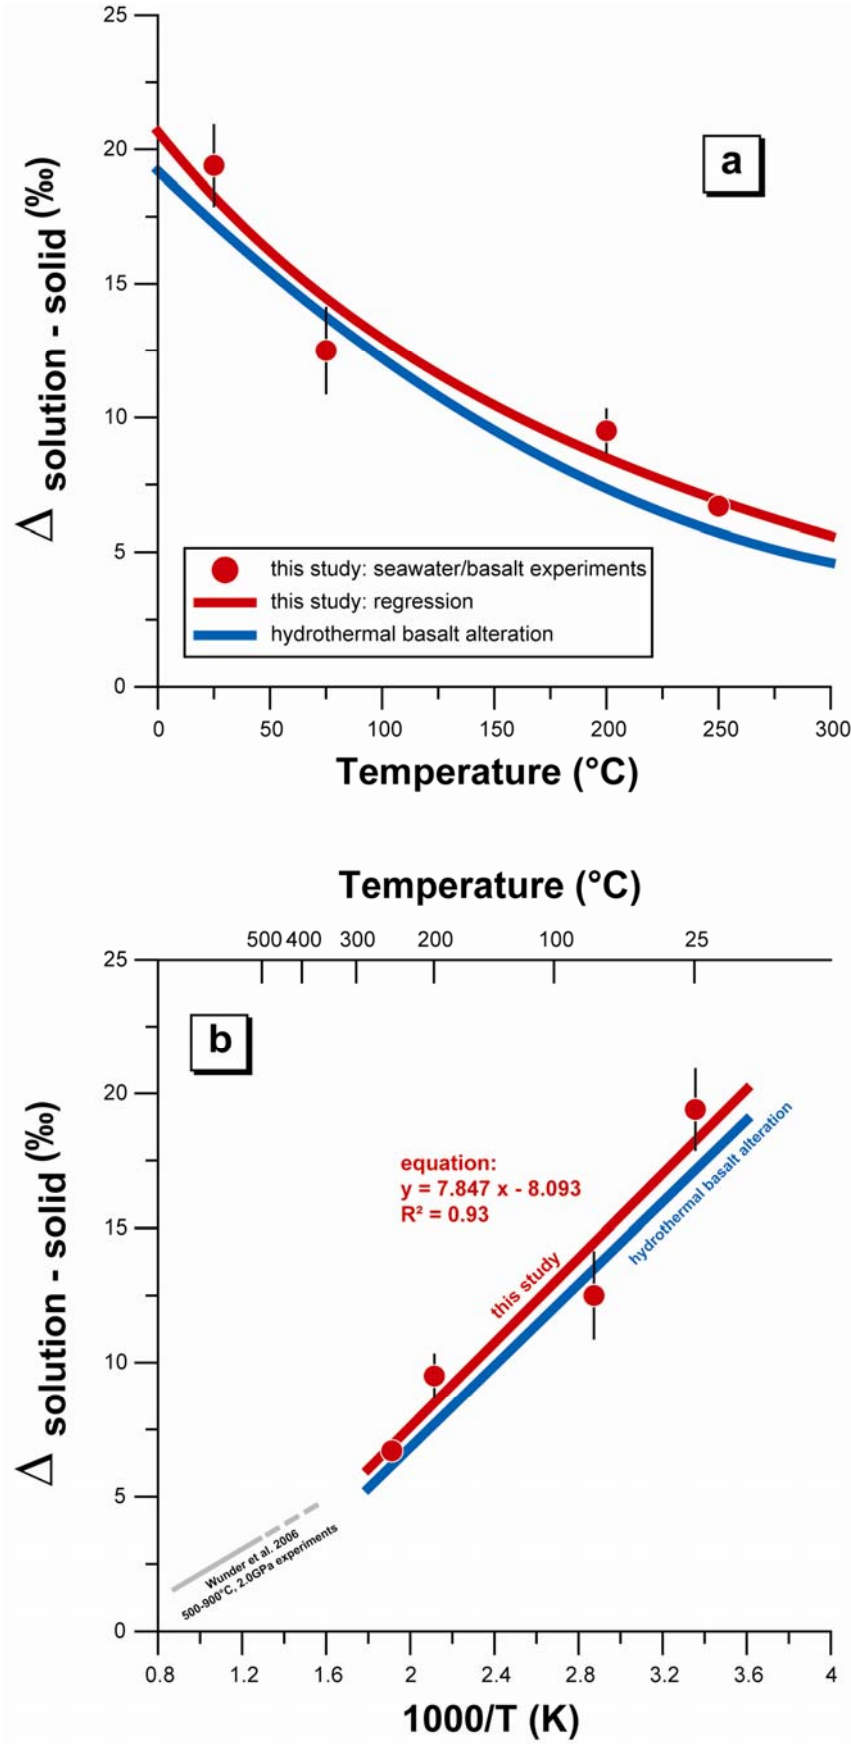 25
20
15
10
5
0
Δ solution - solid (‰)
a
this study: seawater/basalt experiments
this study: regression
hydrothermal basalt alteration
0 50 100 150 200 250 300
Temperature (°C)
Temperature (°C)
500 400 300 200 100 25
25
20
15
10
5
0
Δ solution - solid (‰)
b
equation:
y = 7.847 x - 8.093
R² = 0.93
this study
hydrothermal basalt alteration
Wunder et al. 2006
500-900°C, 2.0GPa experiments
0.8 1.2 1.6 2 2.4 2.8 3.2 3.6 4
1000/T (K)